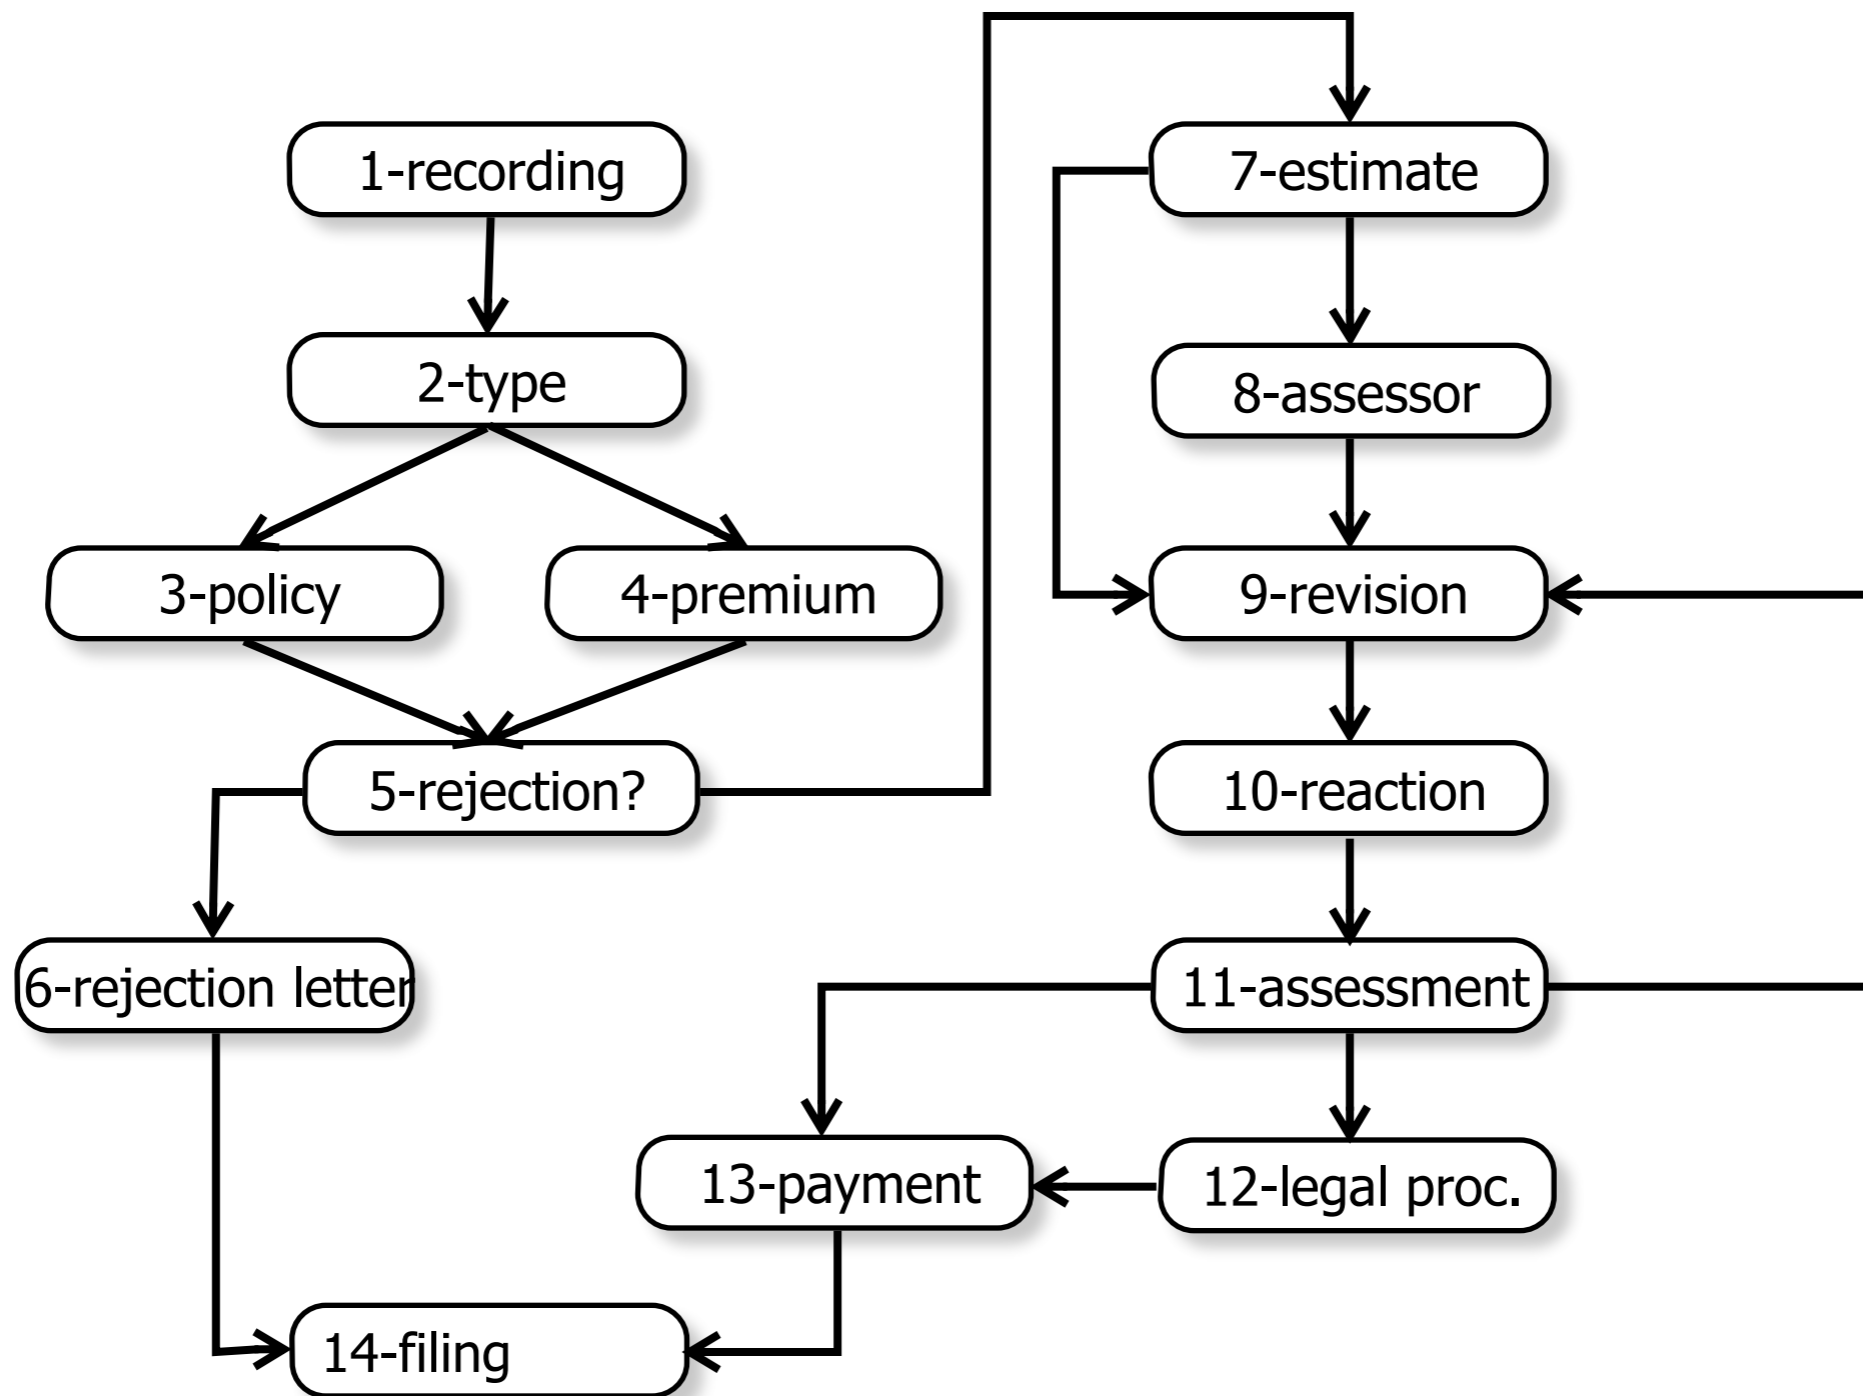 1-recording
2-type
3-policy
4-premium
5-rejection?
6-rejection letter
7-estimate
8-assessor
9-revision
10-reaction
11-assessment
12-legal proc.
13-payment
14-filing